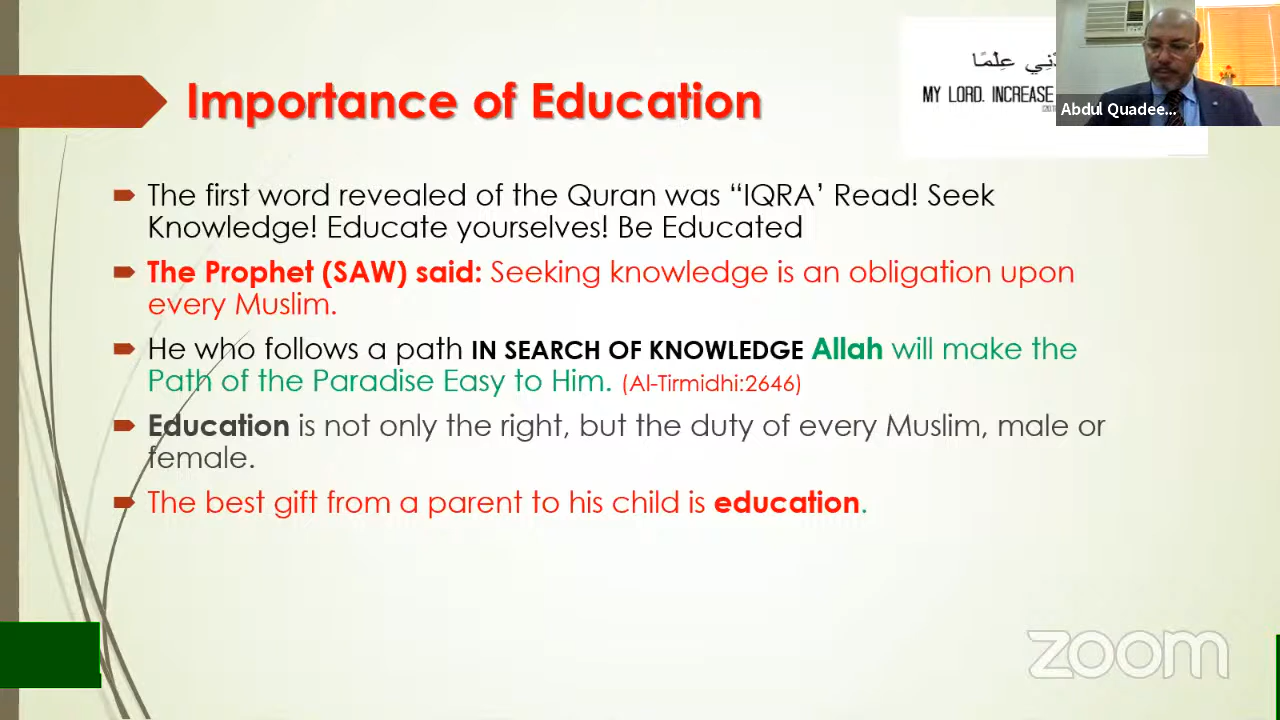 Importance of Education
زِدْنِي عِلْمًا
MY LORD. INCREASE
Abdul Quadee...
The first word revealed of the Quran was “IQRA’ Read! Seek
Knowledge! Educate yourselves! Be Educated
The Prophet (SAW) said: Seeking knowledge is an obligation upon
every Muslim.
He who follows a path IN SEARCH OF KNOWLEDGE Allah will make the
Path of the Paradise Easy to Him. (Al-Tirmidhi:2646)
Education is not only the right, but the duty of every Muslim, male or
female.
The best gift from a parent to his child is education.
zoom